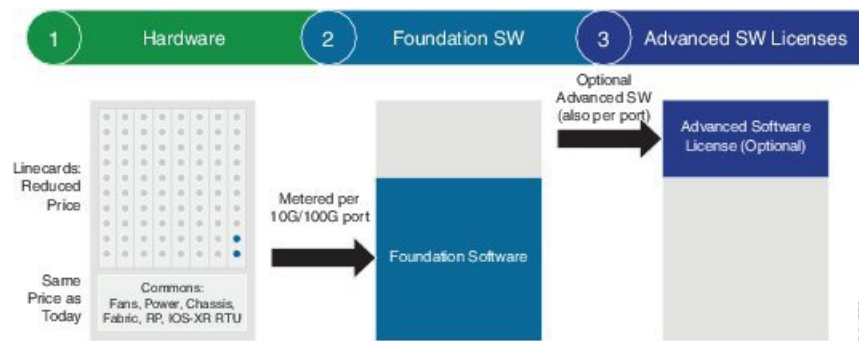 1 Hardware 2 Foundation SW 3 Advanced SW Licenses
Optional
Advanced SW
(also per port)
Advanced Software
License (Optional)
Linecards:
Reduced
Price
Metered per
10G/100G port
Foundation Software
Same
Price as
Today
Commons:
Fans, Power, Chassis,
Fabric, RP, IOS-XR RTU